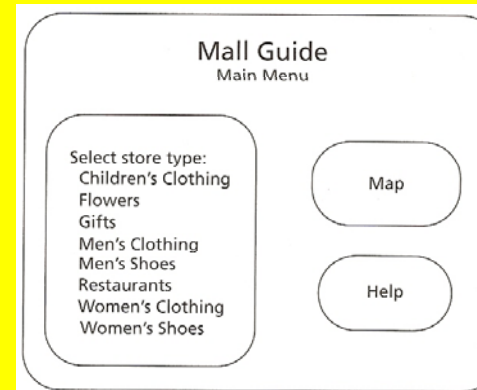 Mall Guide
Main Menu
Select store type:
Children's Clothing
Flowers
Gifts
Men's Clothing
Men's Shoes
Restaurants
Women's Clothing
Women's Shoes
Map
Help